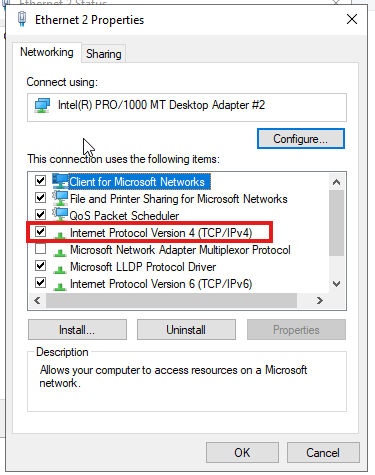 Ethernet 2 Status
Ethernet 2 Properties
Networking
Sharing
Connect using:
Intel(R) PRO/1000 MT Desktop Adapter #2
Configure...
This connection uses the following items:
Client for Microsoft Networks
File and Printer Sharing for Microsoft Networks
QoS Packet Scheduler
Internet Protocol Version 4 (TCP/IPv4)
Microsoft Network Adapter Multiplexor Protocol
Microsoft LLDP Protocol Driver
Internet Protocol Version 6 (TCP/IPv6)
Install...
Uninstall
Properties
Description
Allows your computer to access resources on a Microsoft
network.
OK
Cancel